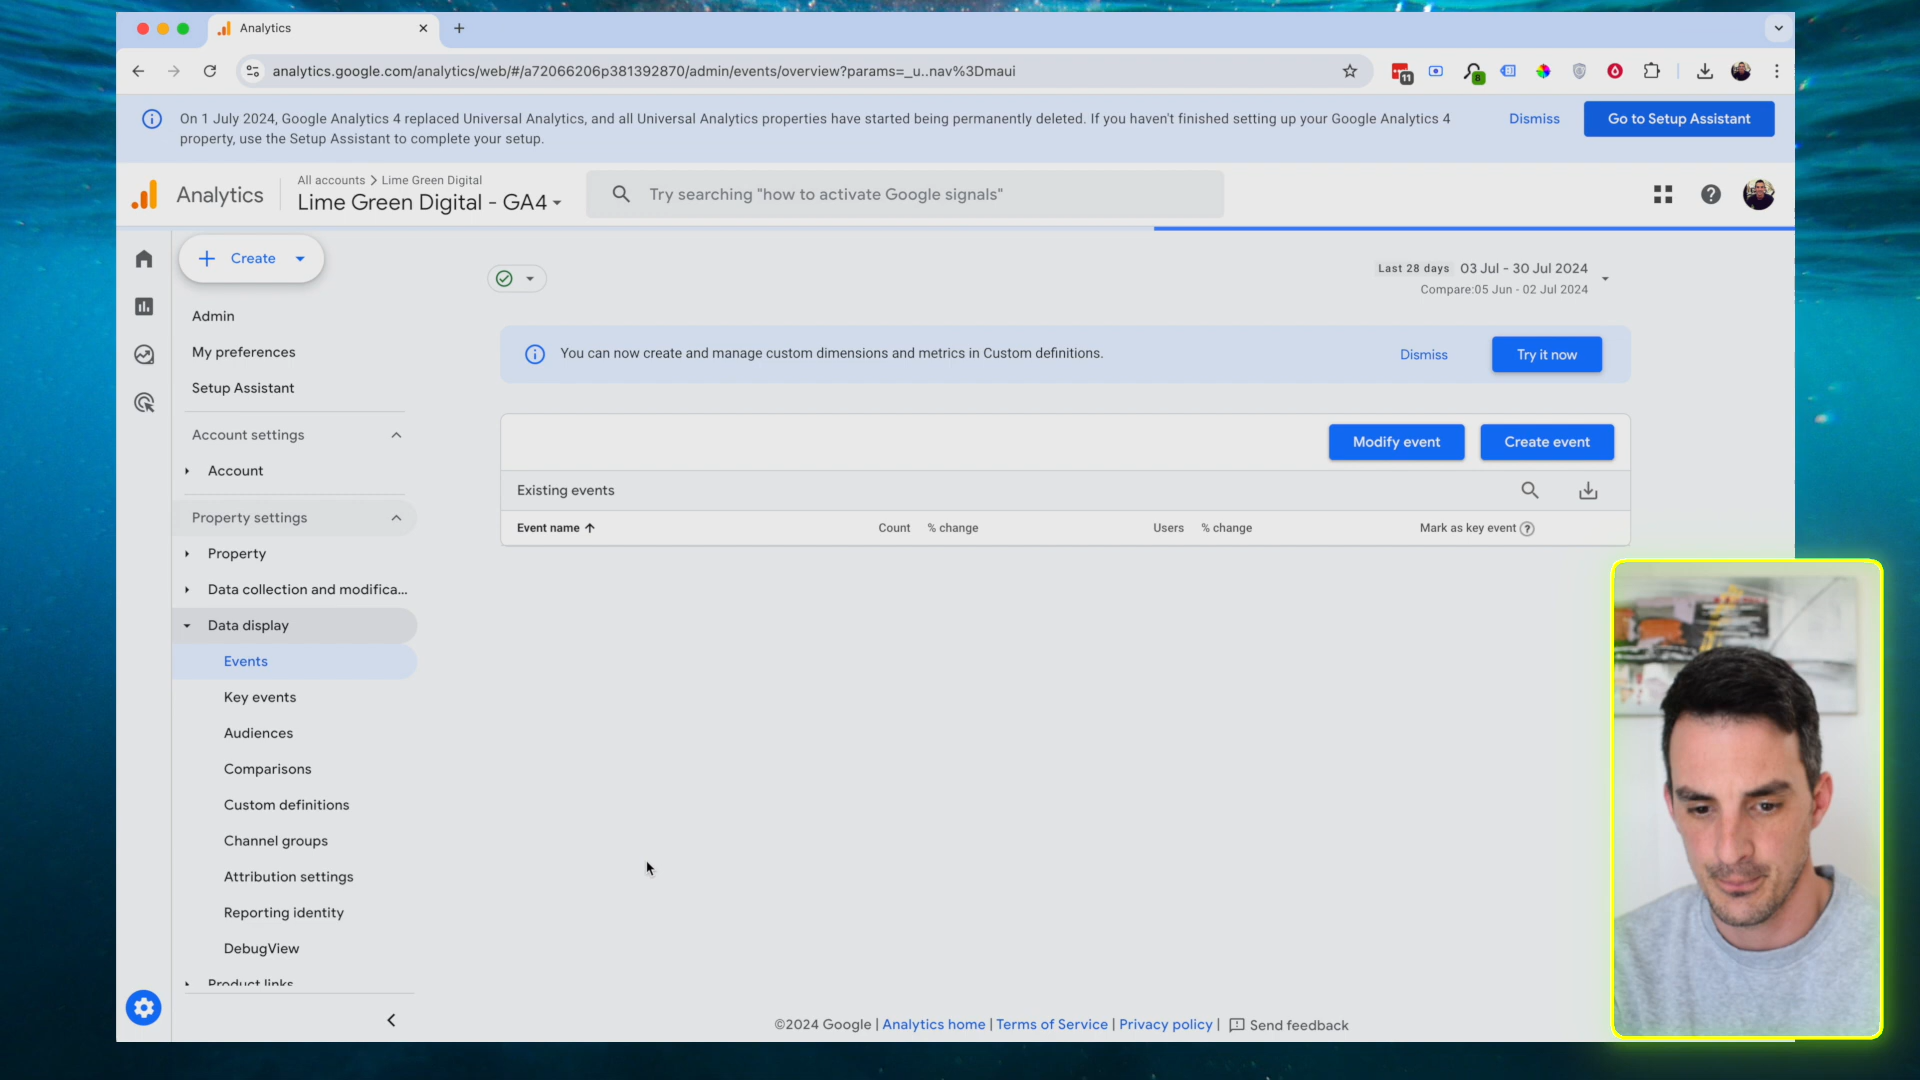 Analytics
analytics.google.com/analytics/web/#/a72066206p381392870/admin/events/overview?params=_u..nav%3Dmaui
11
8
On 1 July 2024, Google Analytics 4 replaced Universal Analytics, and all Universal Analytics properties have started being permanently deleted. If you haven't finished setting up your Google Analytics 4
property, use the Setup Assistant to complete your setup.
Dismiss
Go to Setup Assistant
Analytics
All accounts > Lime Green Digital
Lime Green Digital - GA4
Try searching "how to activate Google signals"
Create
Last 28 days 03 Jul - 30 Jul 2024
Compare:05 Jun - 02 Jul 2024
Admin
My preferences
Setup Assistant
You can now create and manage custom dimensions and metrics in Custom definitions.
Dismiss
Try it now
Account settings
Account
Modify event
Create event
Existing events
Event name Count % change Users % change Mark as key event
Property settings
Property
Data collection and modifica...
Data display
Events
Key events
Audiences
Comparisons
Custom definitions
Channel groups
Attribution settings
Reporting identity
DebugView
Product links
©2024 Google | Analytics home | Terms of Service | Privacy policy | Send feedback